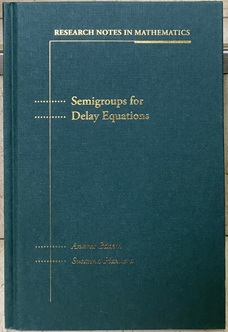 RESEARCH NOTES IN MATHEMATICS
Semigroups for
Delay Equations